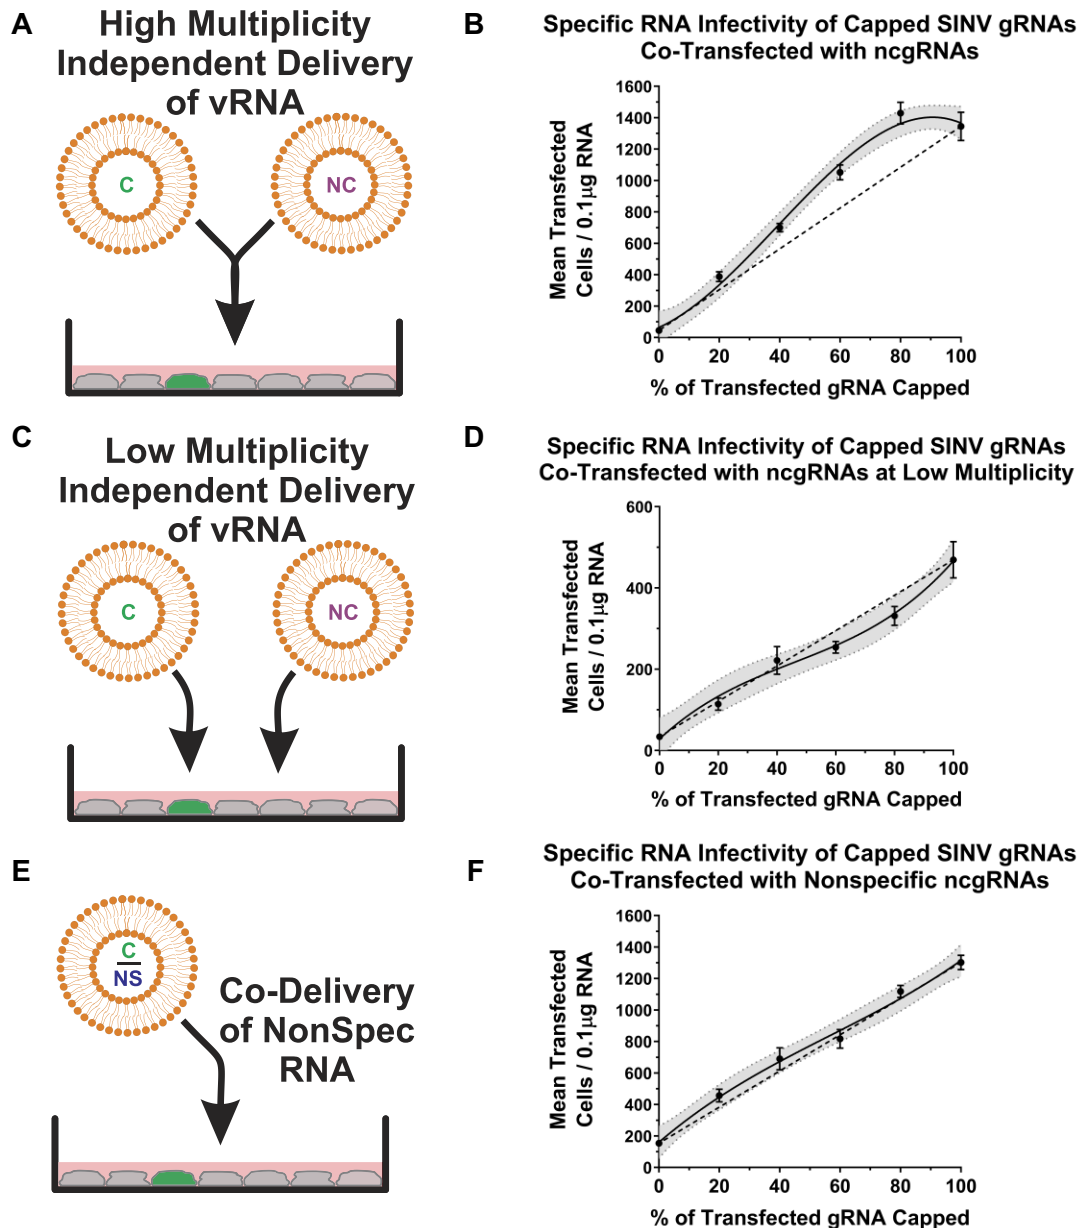 A
High Multiplicity
Independent Delivery
of vRNA
C
NC
B
Specific RNA Infectivity of Capped SINV gRNAs
Co-Transfected with ncgRNAs
Mean Transfected
Cells / 0.1µg RNA
1600
1400
1200
1000
800
600
400
200
0
0 20 40 60 80 100
% of Transfected gRNA Capped
C
Low Multiplicity
Independent Delivery
of vRNA
C
NC
D
Specific RNA Infectivity of Capped SINV gRNAs
Co-Transfected with ncgRNAs at Low Multiplicity
Mean Transfected
Cells / 0.1µg RNA
600
400
200
0
0 20 40 60 80 100
% of Transfected gRNA Capped
E
C
NS
Co-Delivery
of NonSpec
RNA
F
Specific RNA Infectivity of Capped SINV gRNAs
Co-Transfected with Nonspecific ncgRNAs
Mean Transfected
Cells / 0.1µg RNA
1600
1400
1200
1000
800
600
400
200
0
0 20 40 60 80 100
% of Transfected gRNA Capped